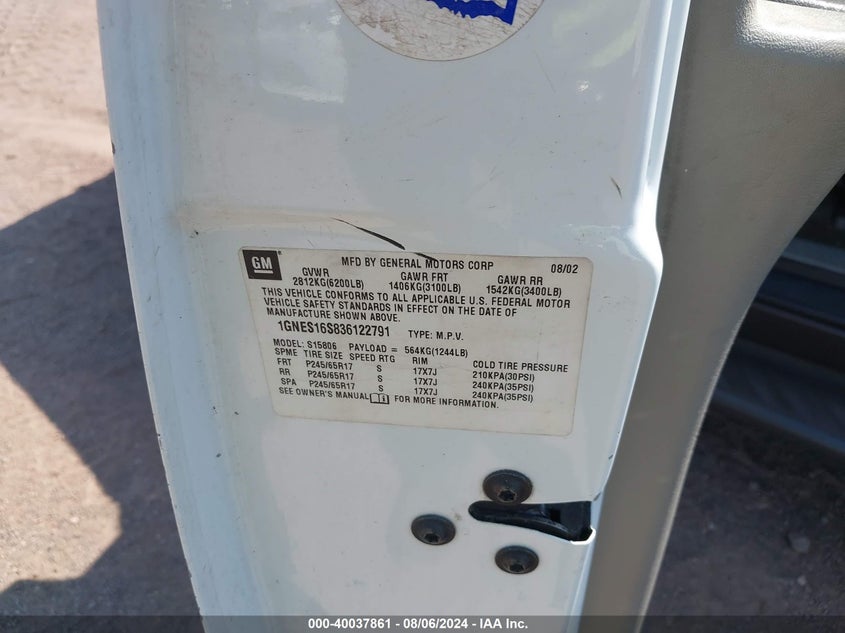 GM
MFD BY GENERAL MOTORS CORP 08/02
GVWR GAWR FRT GAWR RR
2812KG(6200LB) 1406KG(3100LB) 1542KG(3400LB)
THIS VEHICLE CONFORMS TO ALL APPLICABLE U.S. FEDERAL MOTOR
VEHICLE SAFETY STANDARDS IN EFFECT ON THE DATE OF
MANUFACTURE SHOWN ABOVE.
1GNES16S836122791 TYPE: M.P.V.
MODEL: S15806 PAYLOAD = 564KG(1244LB)
SPME TIRE SIZE SPEED RTG RIM COLD TIRE PRESSURE
FRT P245/65R17 S 17X7J 210KPA(30PSI)
RR P245/65R17 S 17X7J 240KPA(35PSI)
SPA P245/65R17 S 17X7J 240KPA(35PSI)
SEE OWNER'S MANUAL FOR MORE INFORMATION.
000-40037861 - 08/06/2024 - IAA Inc.